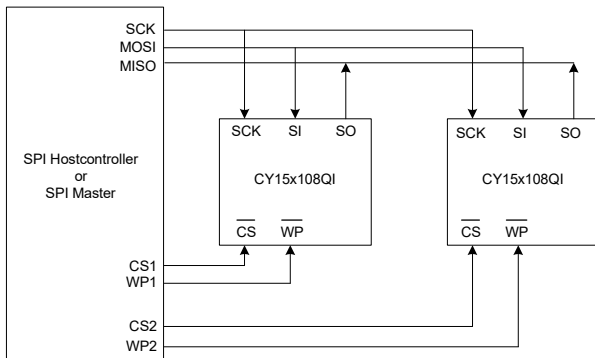 SCK
MOSI
MISO
SPI Hostcontroller
or
SPI Master
CS1
WP1
CS2
WP2
SCK SI SO
CY15x108QI
CS WP
SCK SI SO
CY15x108QI
CS WP